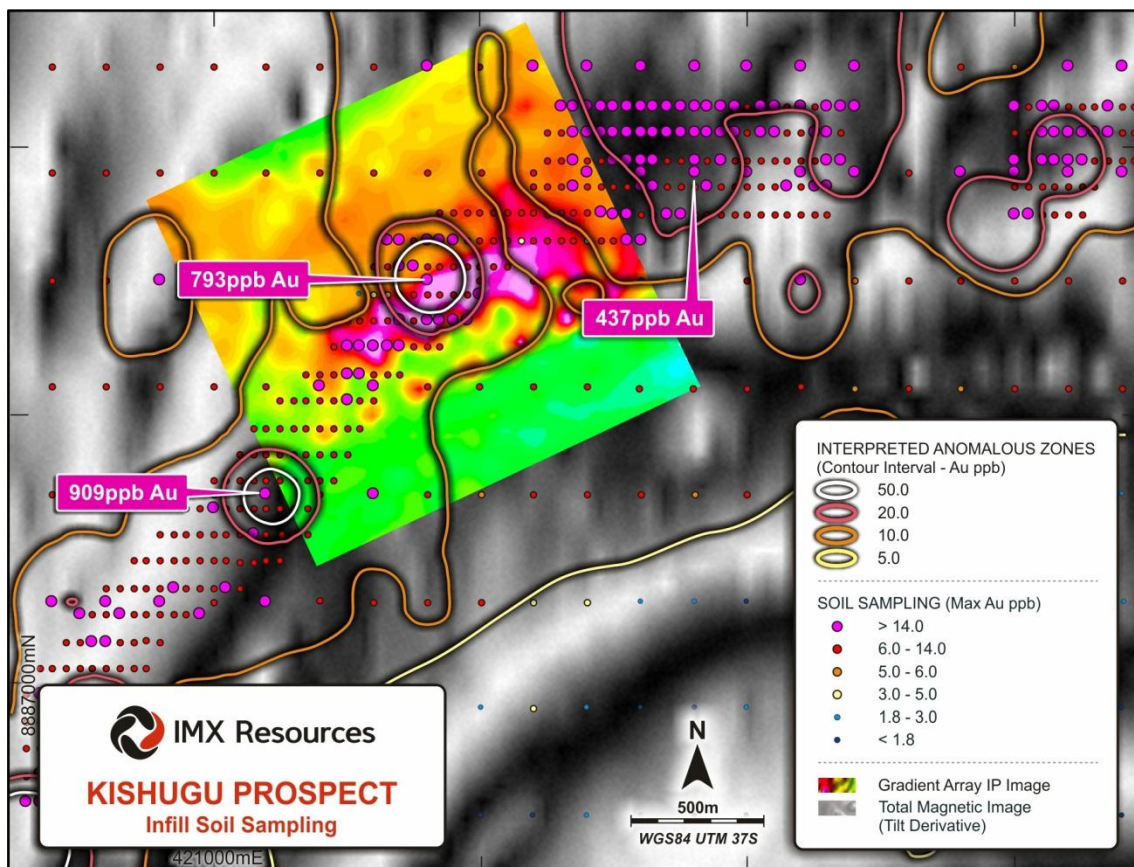 793ppb Au
437ppb Au
909ppb Au
8887000mN
421000mE
IMX Resources
KISHUGU PROSPECT
Infill Soil Sampling
N
500m
WGS84 UTM 37S
INTERPRETED ANOMALOUS ZONES
(Contour Interval - Au ppb)
50.0
20.0
10.0
5.0
SOIL SAMPLING (Max Au ppb)
> 14.0
6.0 - 14.0
5.0 - 6.0
3.0 - 5.0
1.8 - 3.0
< 1.8
Gradient Array IP Image
Total Magnetic Image
(Tilt Derivative)